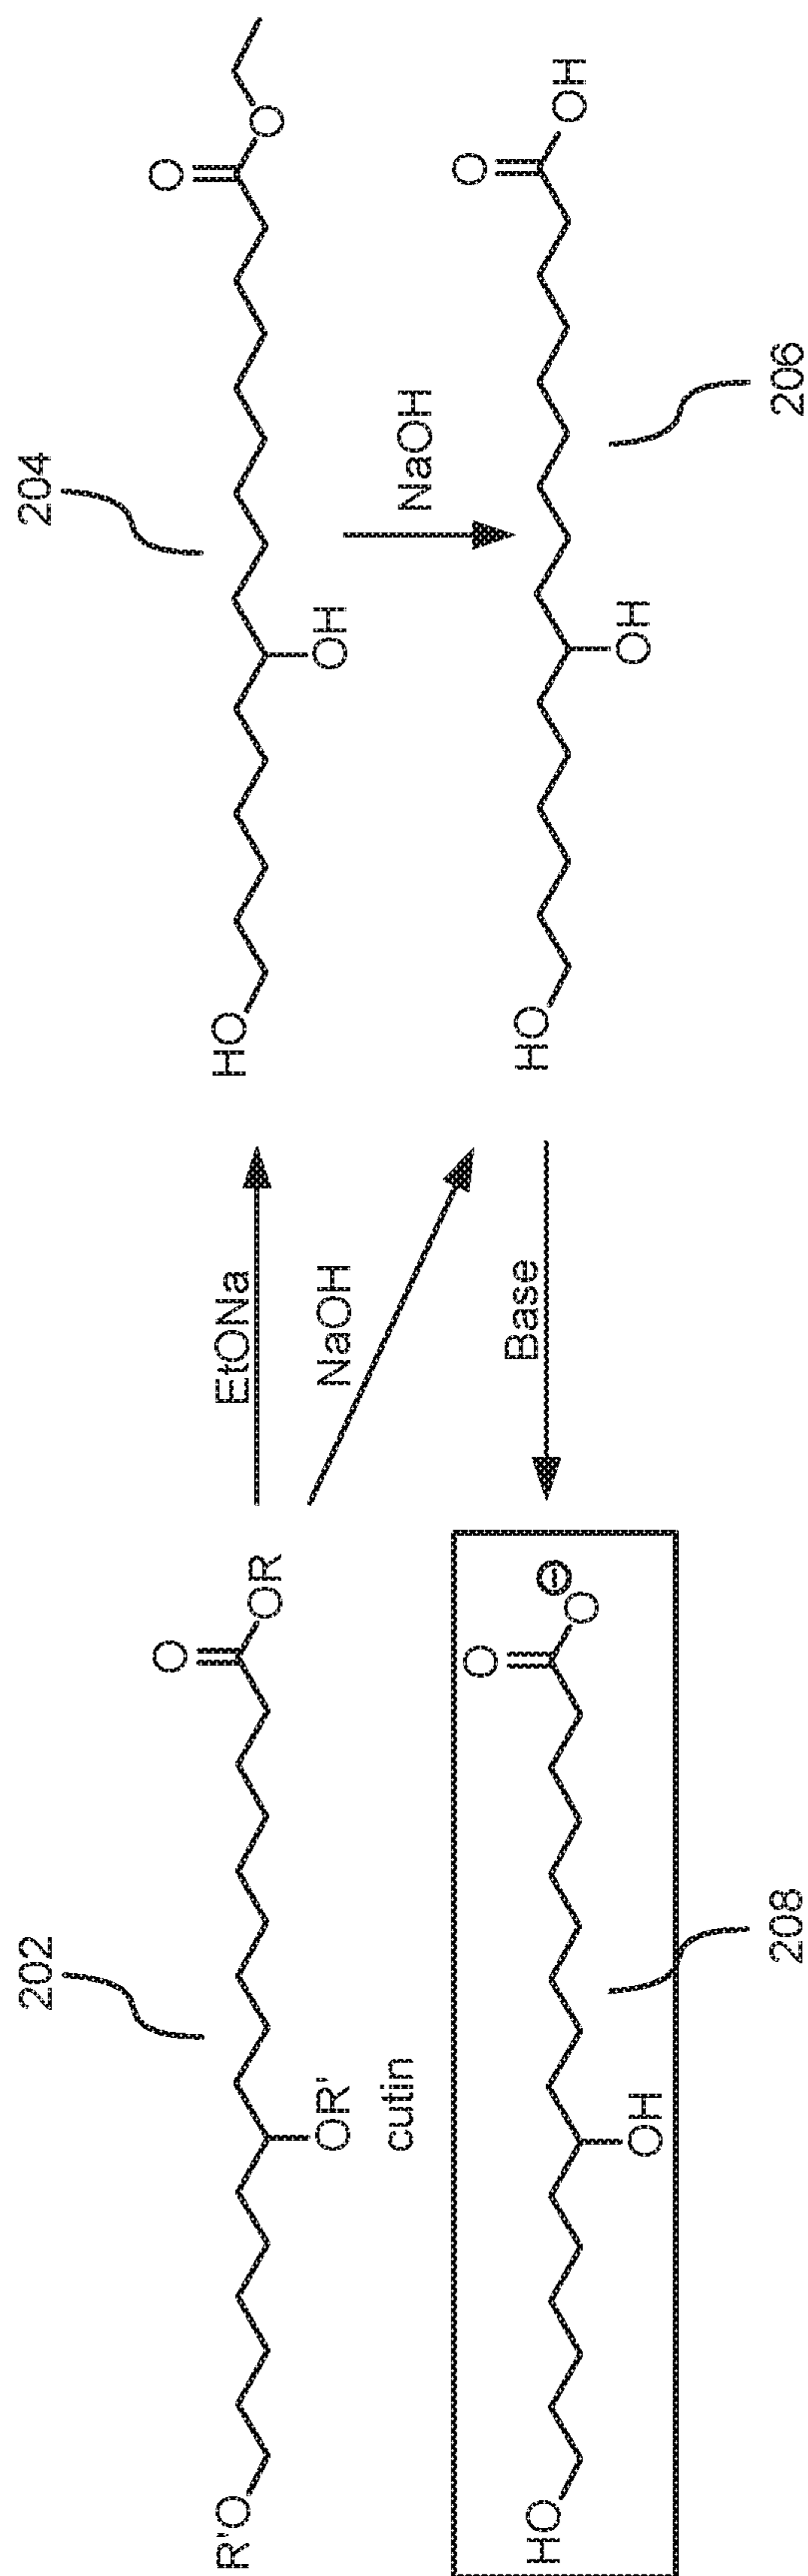 202
204
R'O
OR'
O
OR
cutin
EtONa
NaOH
HO
OH
O
O
NaOH
HO
OH
O
OH
206
Base
HO
OH
O
O⊖
208